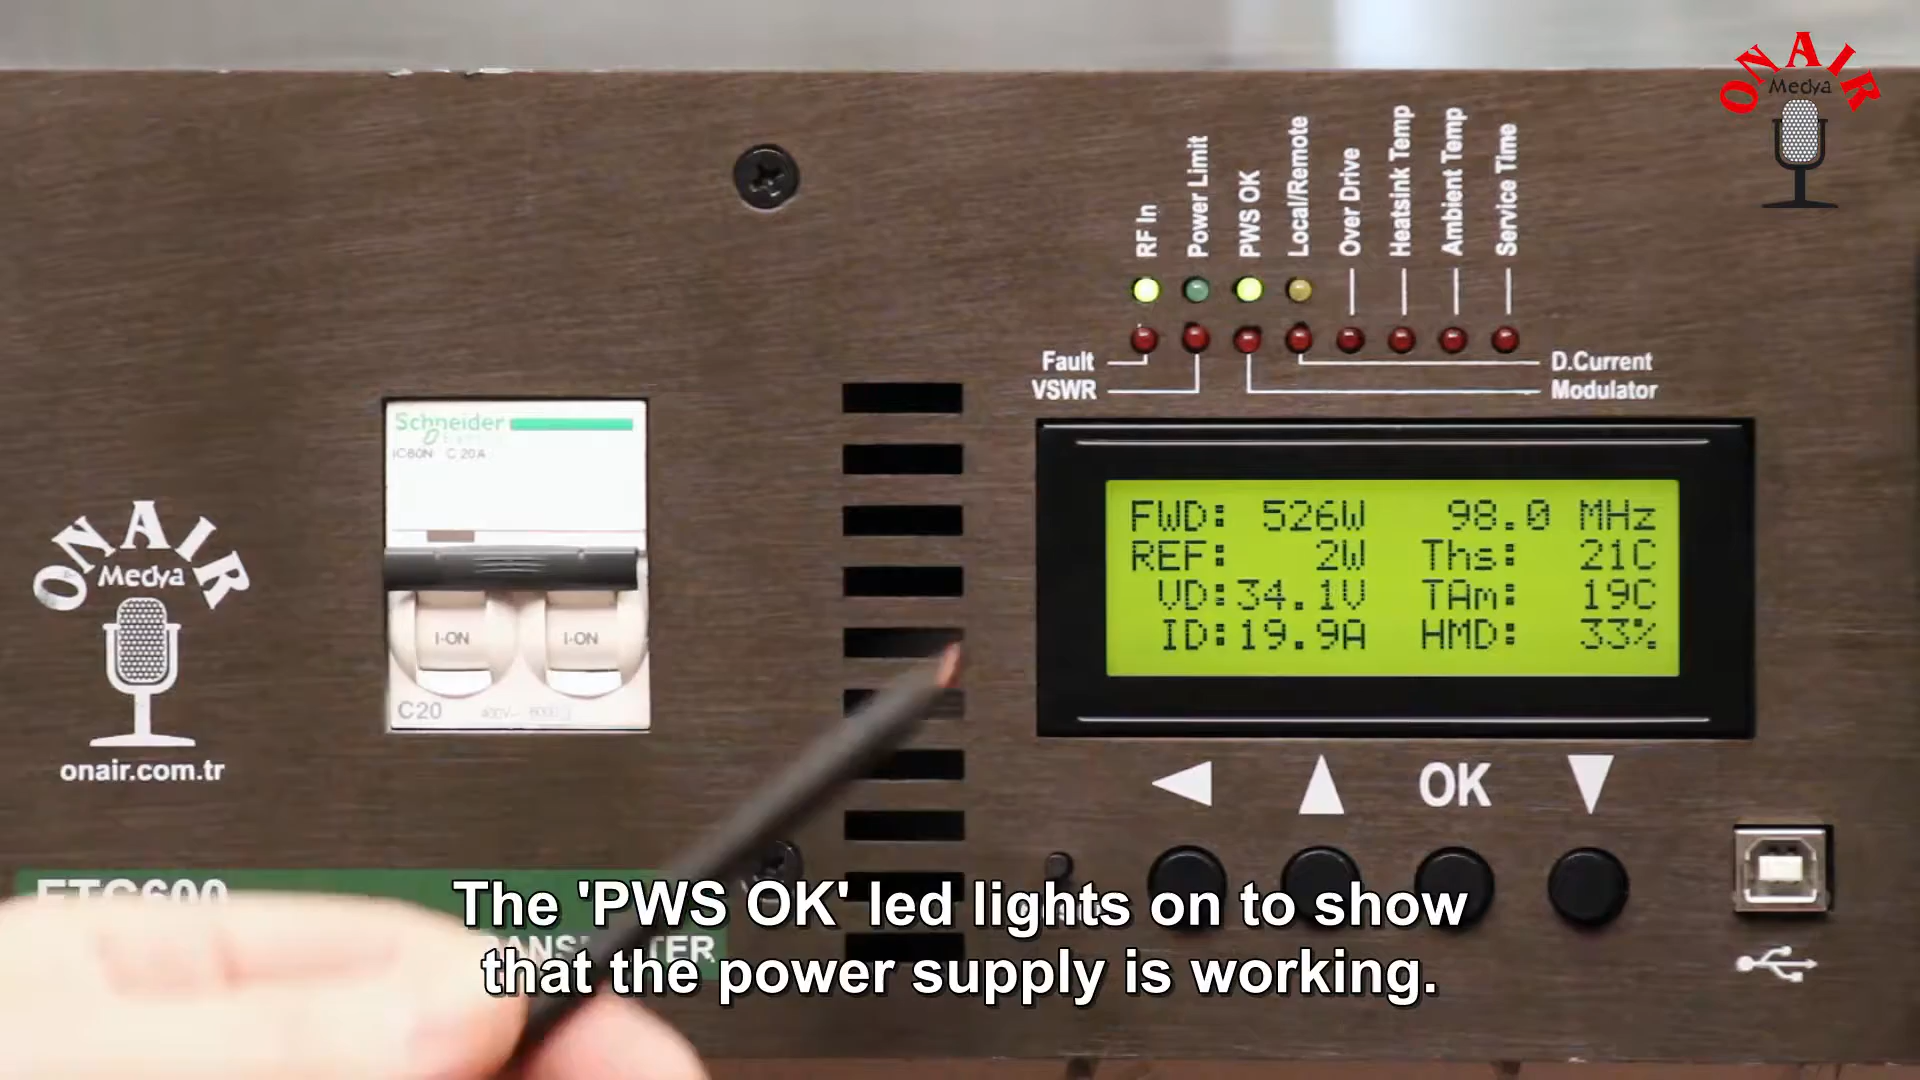 ONAIR
Medya
RF In
Power Limit
PWS OK
Local/Remote
Over Drive
Heatsink Temp
Ambient Temp
Service Time
Fault
VSWR
D.Current
Modulator
Schneider
iC60N C 20A
I-ON I-ON
C20
ONAIR
Medya
onair.com.tr
FWD: 526W 98.0 MHz
REF: 2W Ths: 21C
VD:34.1V TAm: 19C
ID:19.9A HMD: 33%
OK
The 'PWS OK' led lights on to show
that the power supply is working.